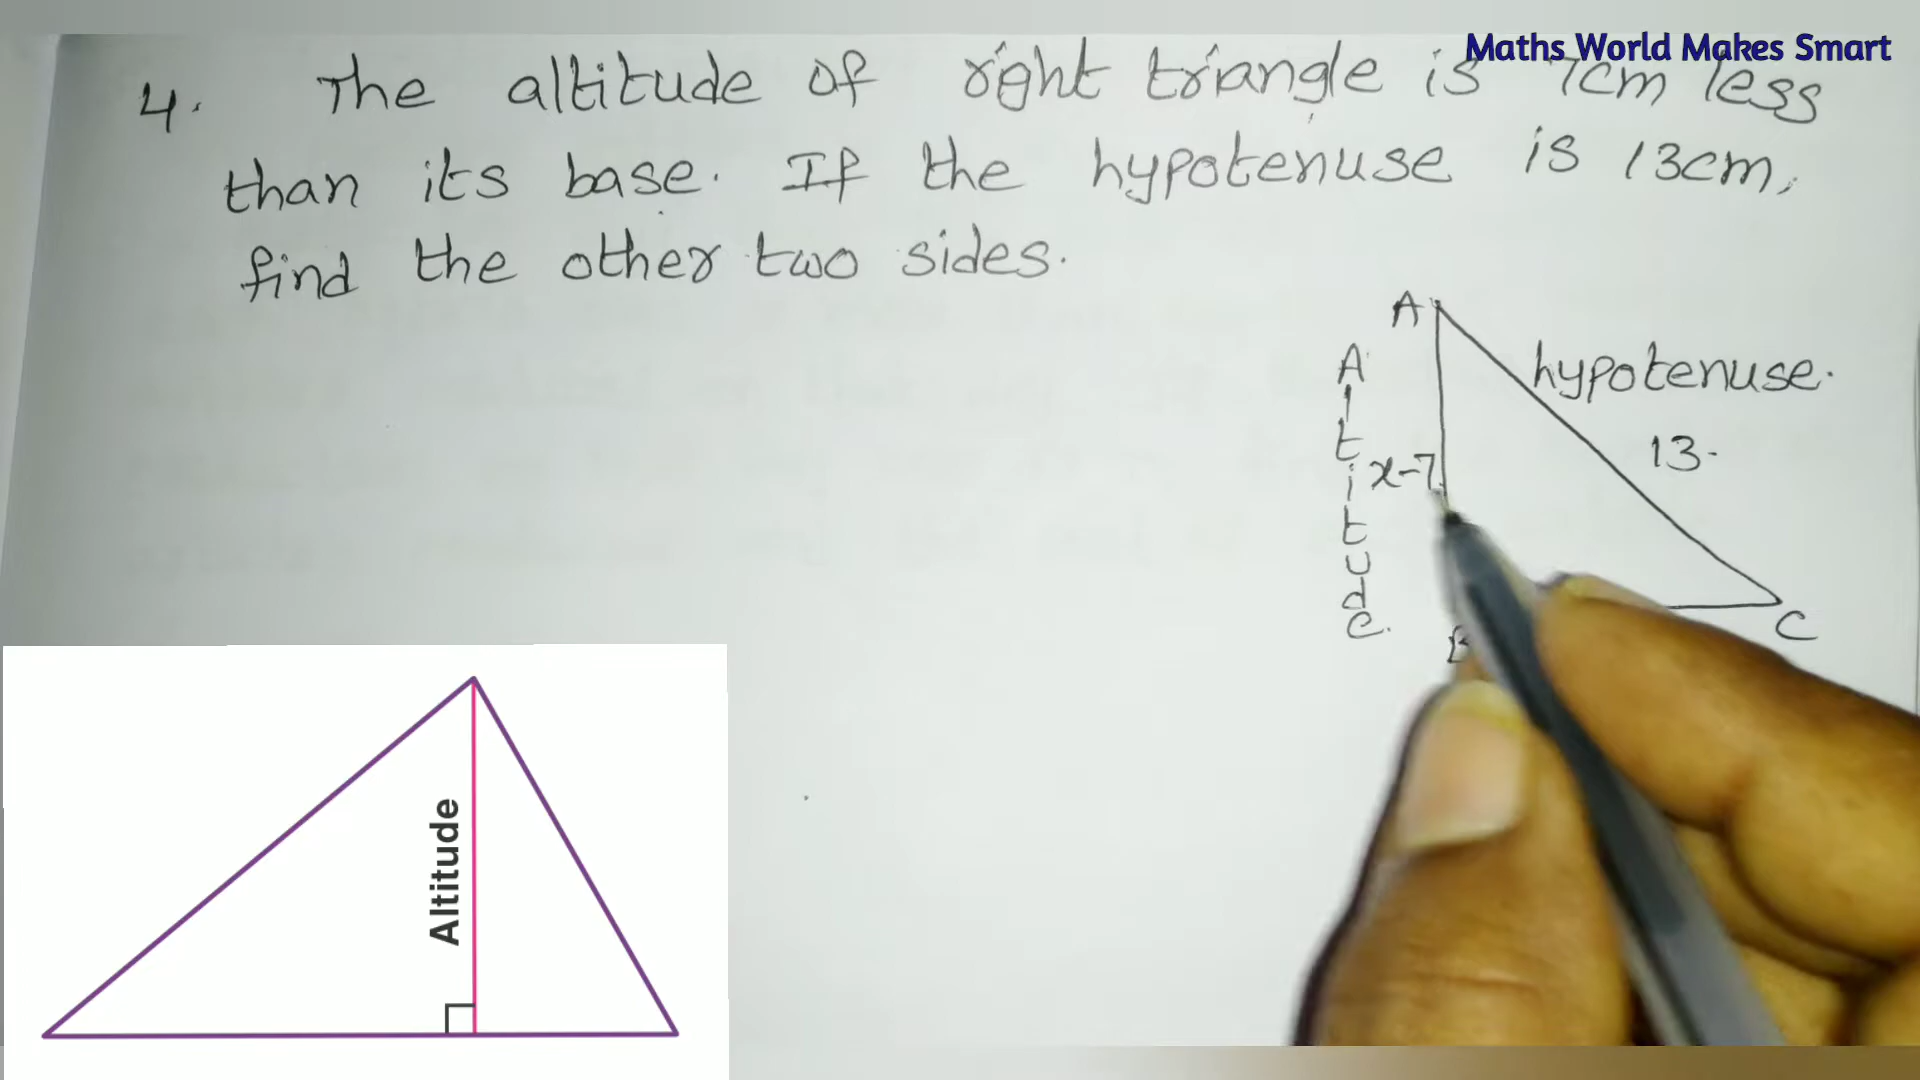 Maths World Makes Smart
4. The altitude of right triangle is 7cm less
than its base. If the hypotenuse is 13cm,
find the other two sides.
A
Altitude.
hypotenuse.
13.
x-7
B
C
Altitude